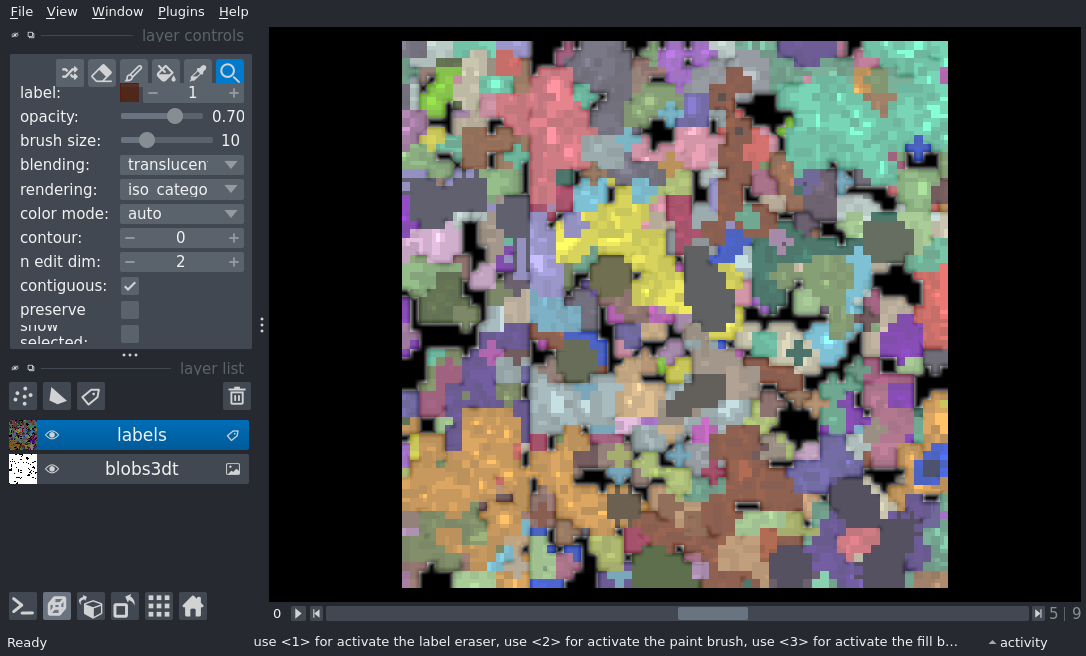 File View Window Plugins Help
layer controls
label: 1
opacity: 0.70
brush size: 10
blending: translucen
rendering: iso_catego
color mode: auto
contour: 0
n edit dim: 2
contiguous:
preserve
show
selected:
layer list
labels
blobs3dt
0 5 | 9
Ready use <1> for activate the label eraser, use <2> for activate the paint brush, use <3> for activate the fill b... activity